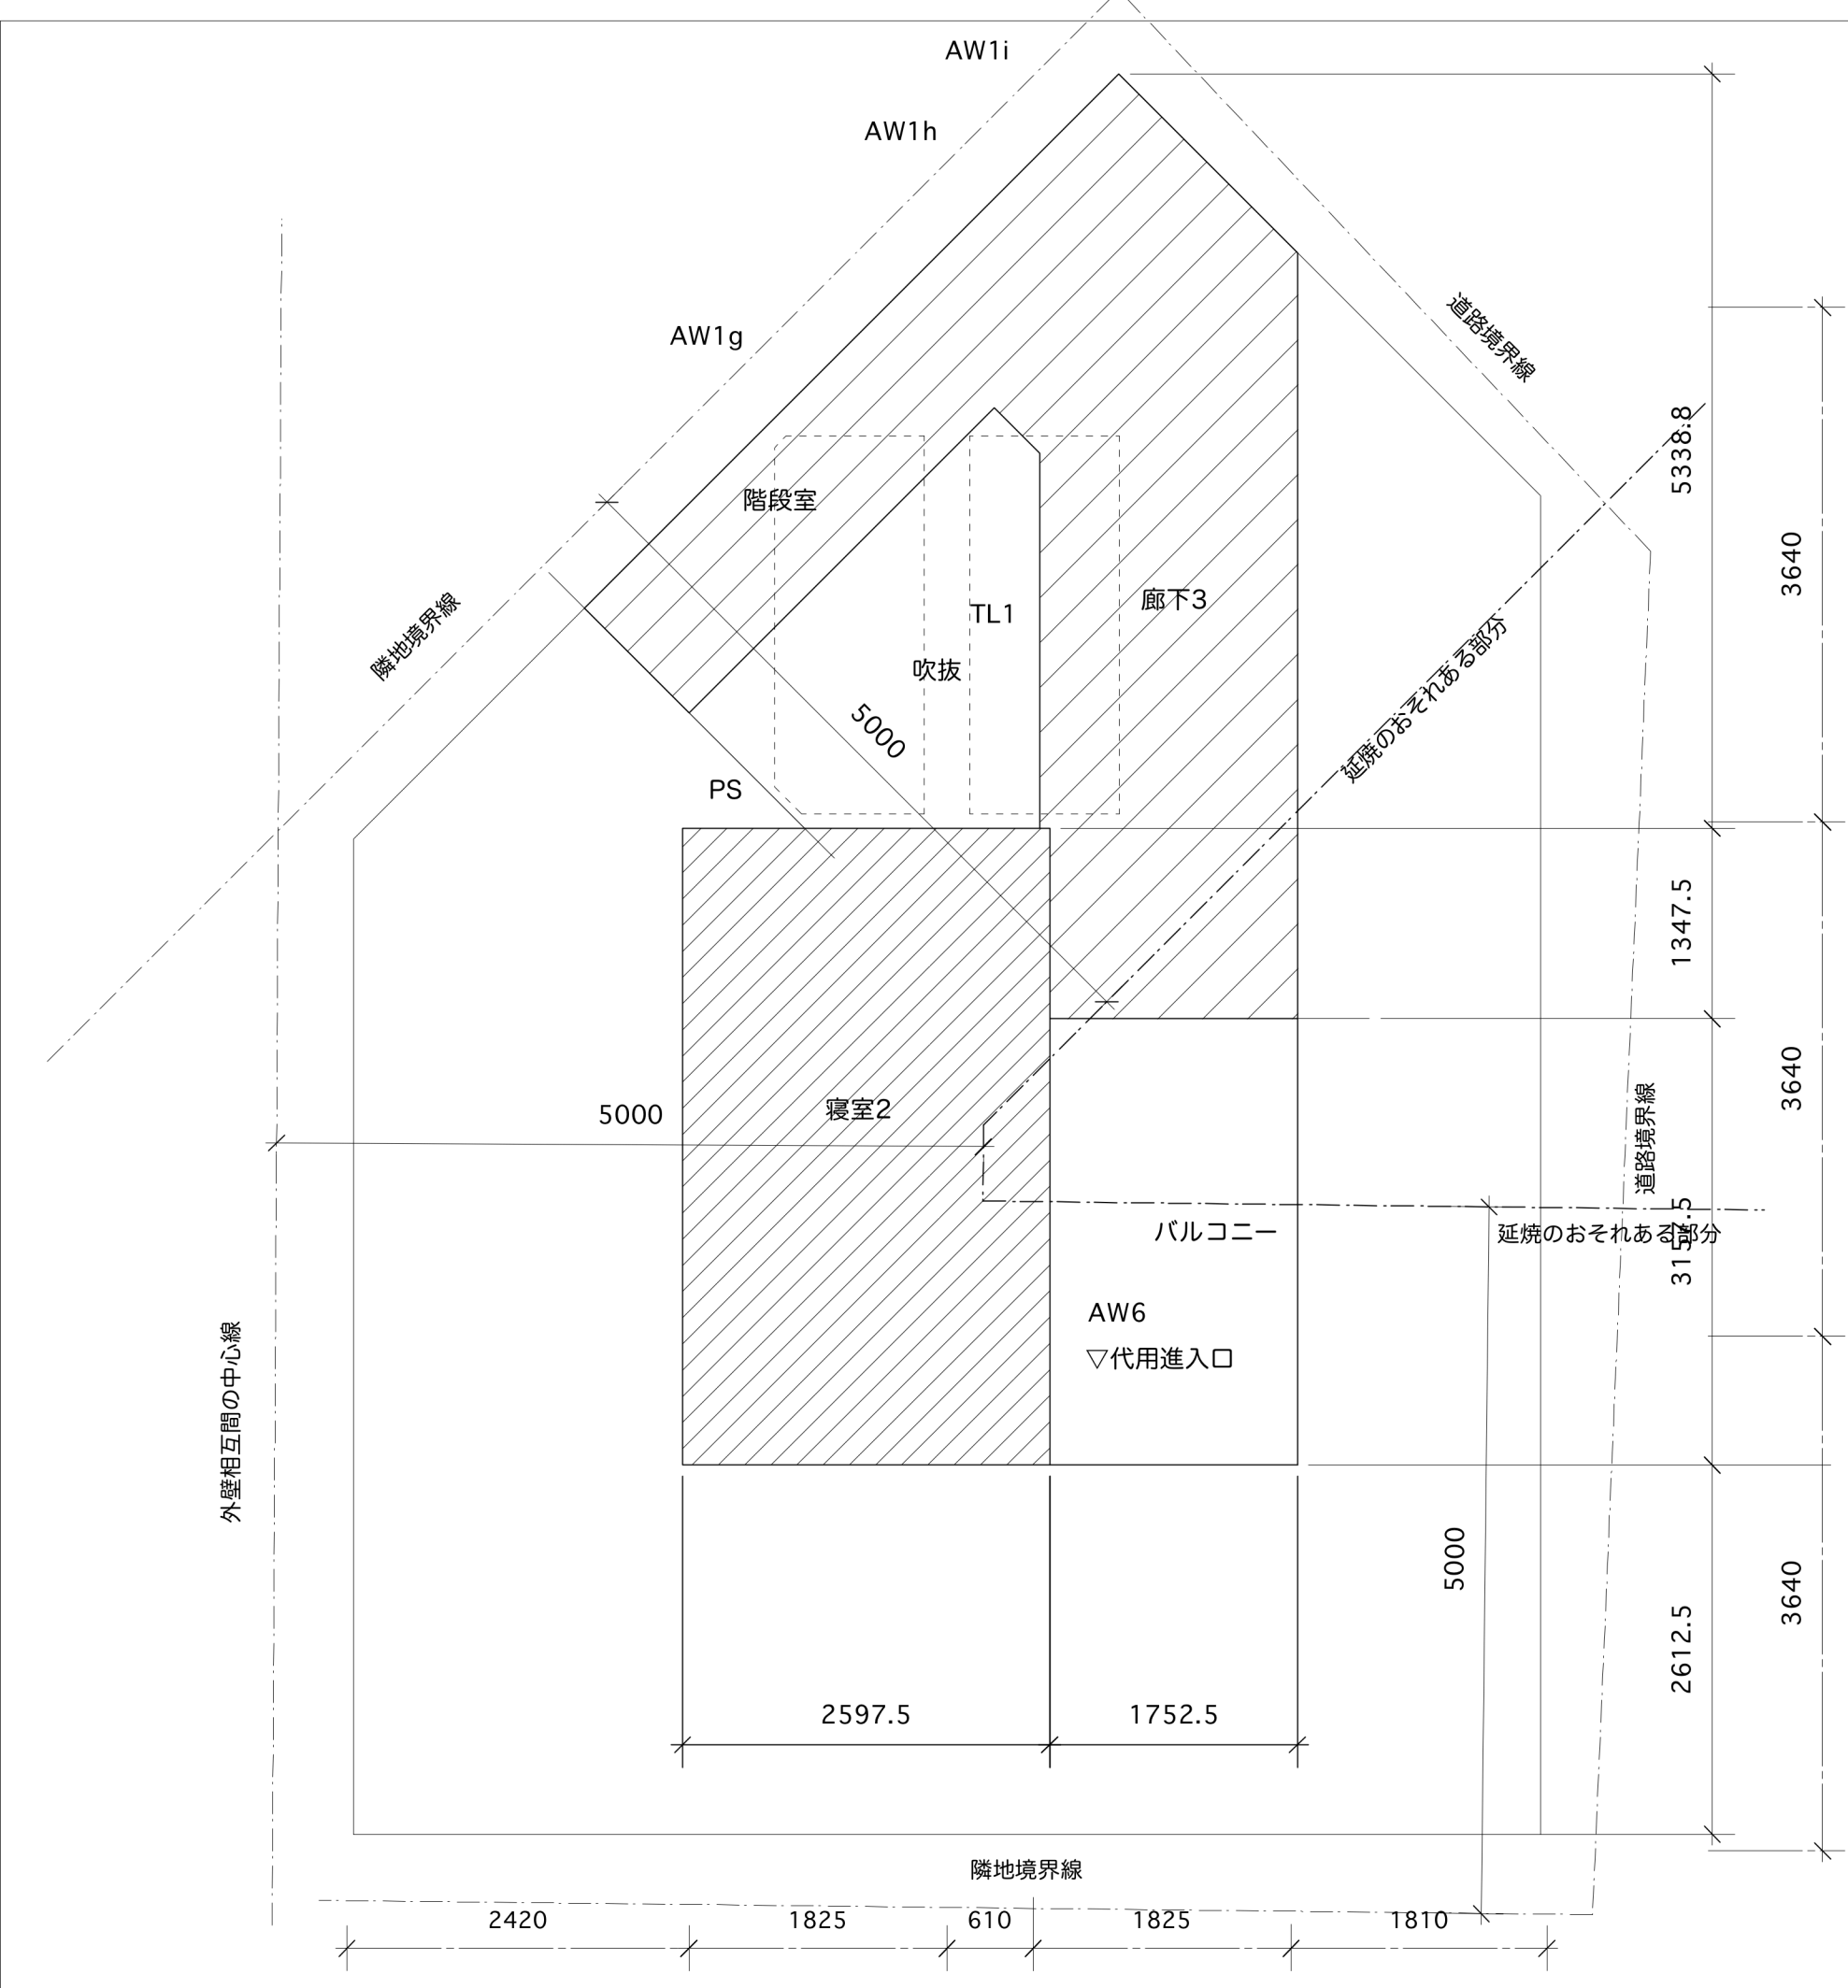 AW1i
AW1h
AW1g
道路境界線
5338.8
3640
階段室
隣地境界線
廊下3
TL1
吹抜
延焼のおそれある部分
5000
PS
1347.5
3640
寝室2
5000
道路境界線
バルコニー
延焼のおそれある部分
3157.5
AW6
▽代用進入口
外壁相互間の中心線
5000
3640
2612.5
2597.5
1752.5
隣地境界線
2420
1825
610
1825
1810